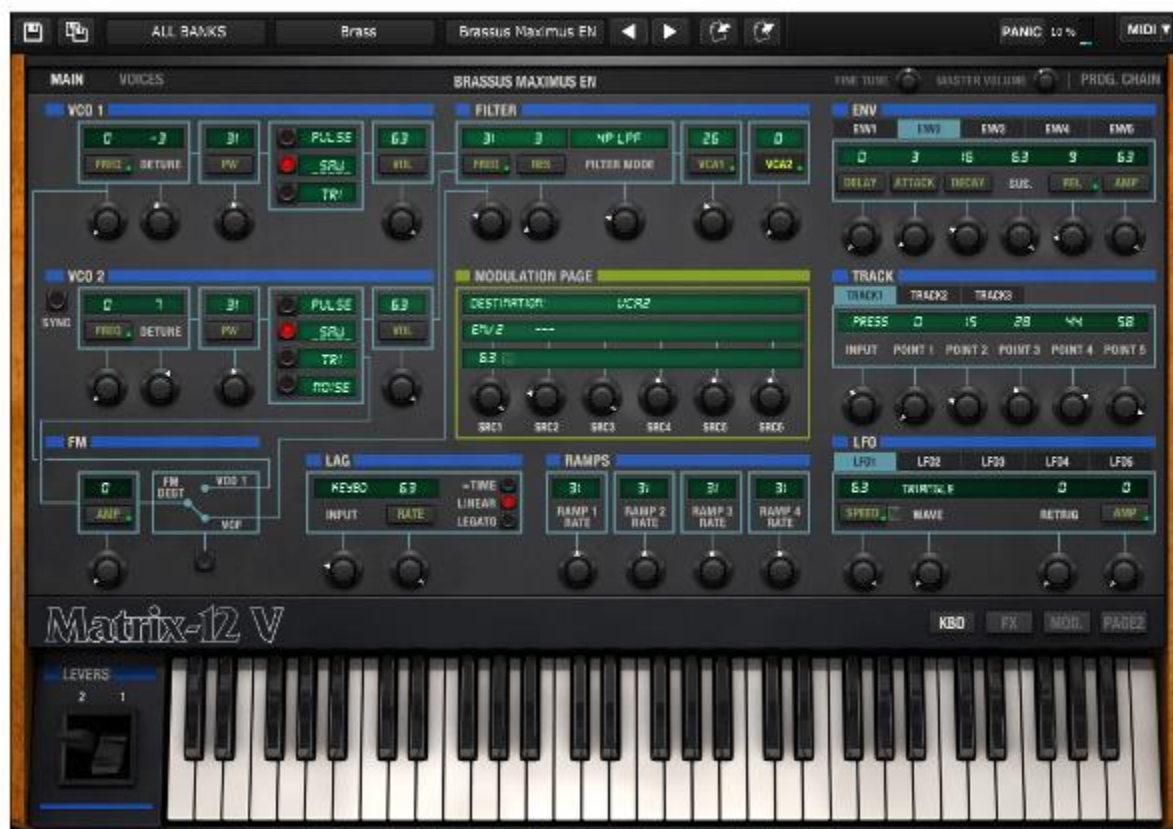 ALL BANKS Brass Brassus Maximus EN PANIC 10 % MIDI
MAIN VOICES BRASSUS MAXIMUS EN FINE TUNE MASTER VOLUME PROG. CHAIN
VCO 1
0 -3 31 PULSE 63
FREQ DETUNE PW SAW VOL
TRI
FILTER
31 3 4P LPF 26 0
FREQ RES FILTER MODE VCA1 VCA2
ENV
ENV1 ENV2 ENV3 ENV4 ENV5
0 3 16 63 9 63
DELAY ATTACK DECAY SUS. REL AMP
VCO 2
SYNC
0 7 31 PULSE 63
FREQ DETUNE PW SAW VOL
TRI
NOISE
MODULATION PAGE
DESTINATION: VCA2
ENV2 ---
63
SRC1 SRC2 SRC3 SRC4 SRC5 SRC6
TRACK
TRACK1 TRACK2 TRACK3
PRESS 0 15 28 44 58
INPUT POINT 1 POINT 2 POINT 3 POINT 4 POINT 5
FM
0
AMP
FM DEST
VCO 1
VCF
LAG
KEYBD 63
INPUT RATE
=TIME
LINEAR
LEGATO
RAMPS
31 31 31 31
RAMP 1 RATE RAMP 2 RATE RAMP 3 RATE RAMP 4 RATE
LFO
LFO1 LFO2 LFO3 LFO4 LFO5
63 TRIANGLE 0 0
SPEED WAVE RETRIG AMP
Matrix-12 V
KBD FX MOD. PAGE2
LEVERS
2 1